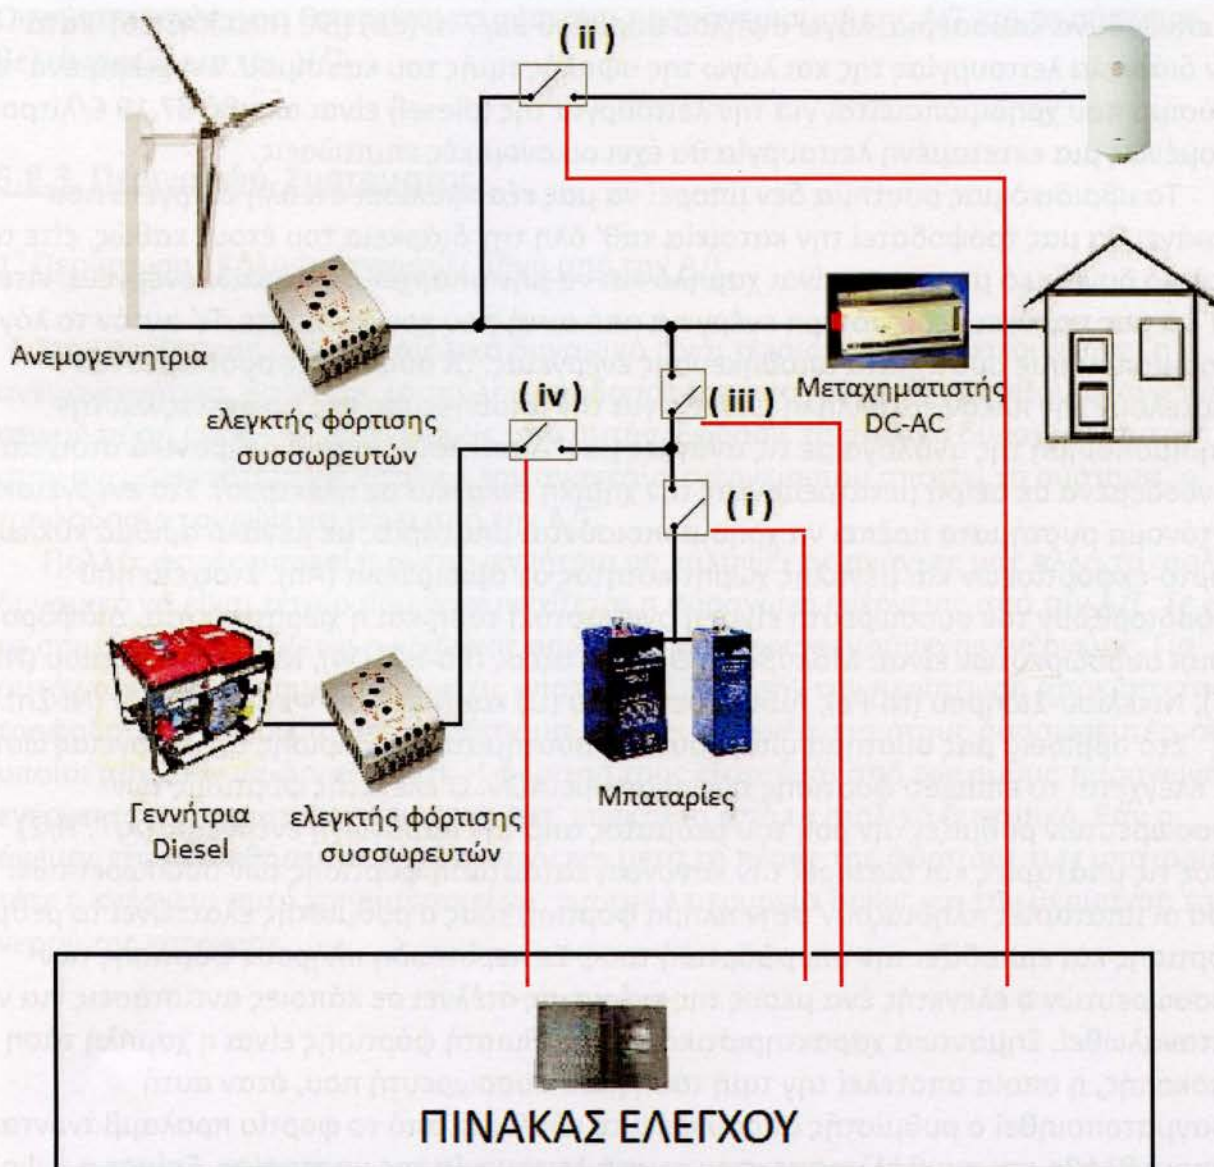 ( ii )
Ανεμογεννητρια
ελεγκτής φόρτισης
συσσωρευτών
( iv )
( iii )
Μεταχηματιστής
DC-AC
( i )
Γεννήτρια
Diesel
ελεγκτής φόρτισης
συσσωρευτών
Μπαταρίες
ΠΙΝΑΚΑΣ ΕΛΕΓΧΟΥ